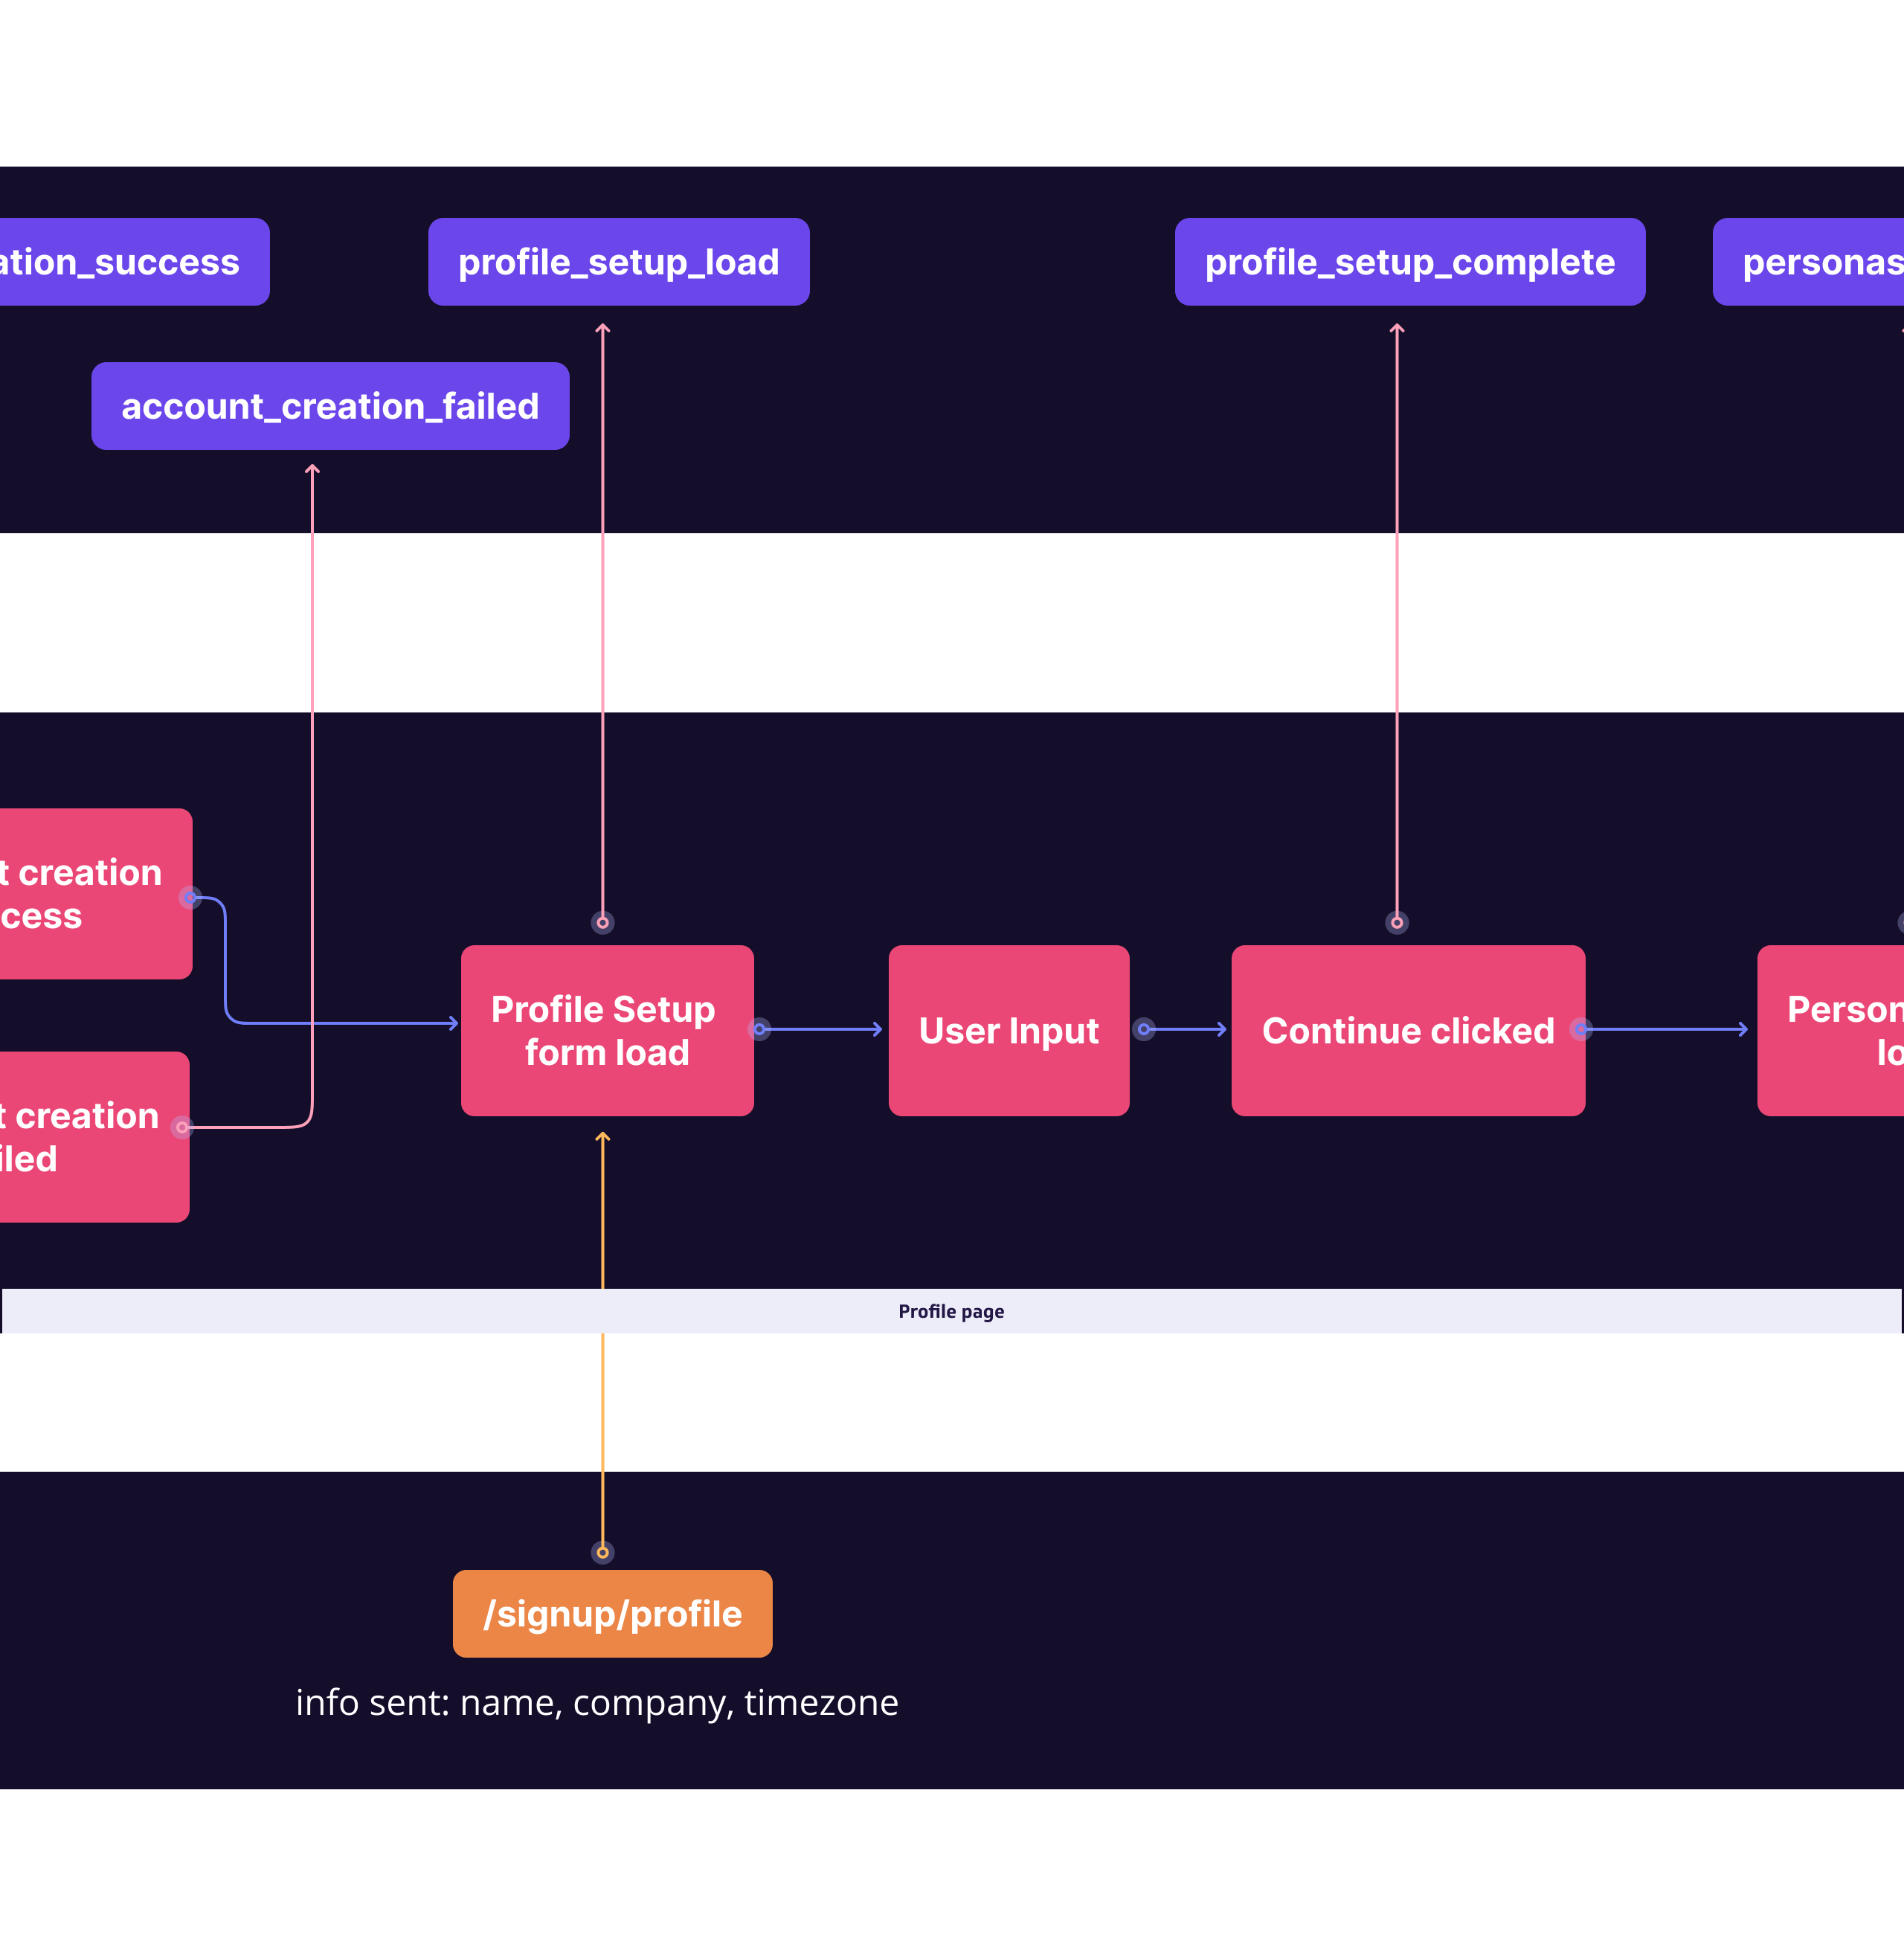 ation_success
profile_setup_load
profile_setup_complete
personas
account_creation_failed
t creation
cess
Profile Setup
form load
User Input
Continue clicked
Person
lo
t creation
iled
Profile page
/signup/profile
info sent: name, company, timezone